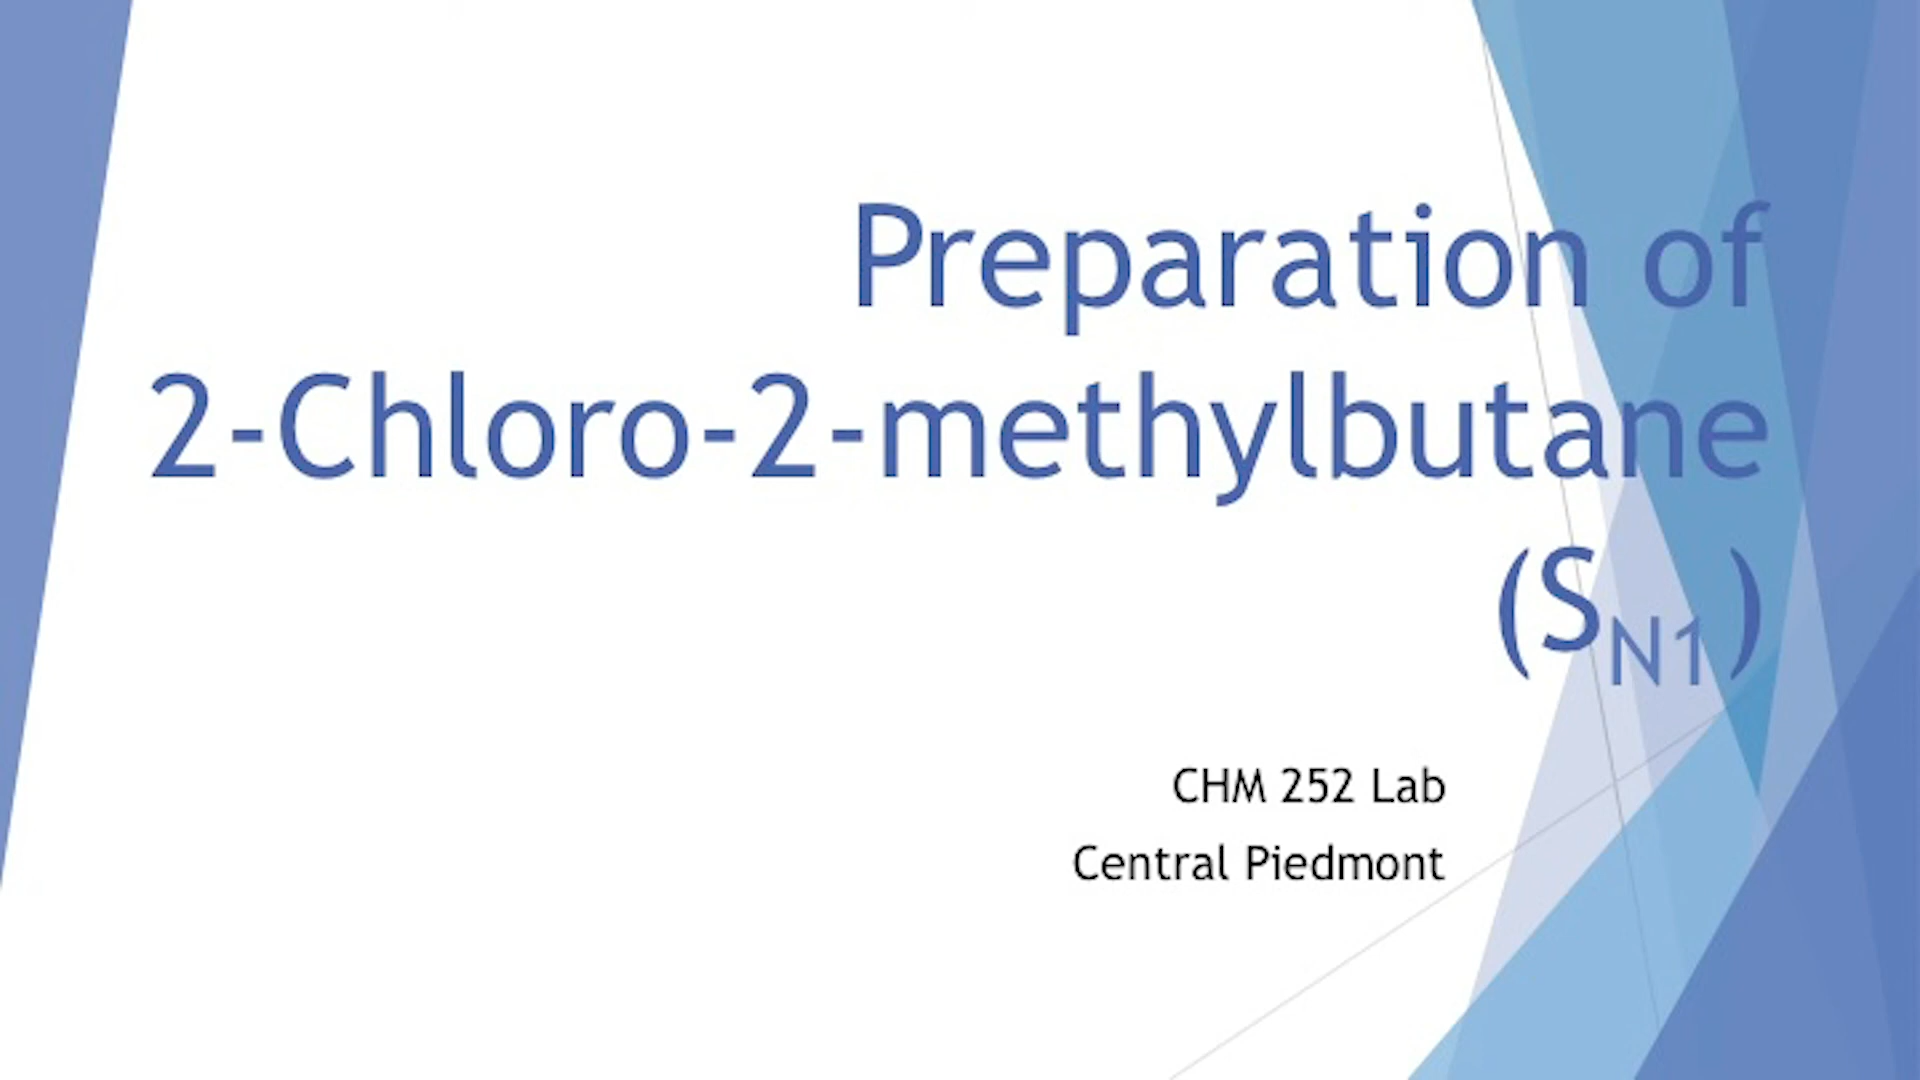 Preparation of
2-Chloro-2-methylbutane
(SN1)
CHM 252 Lab
Central Piedmont